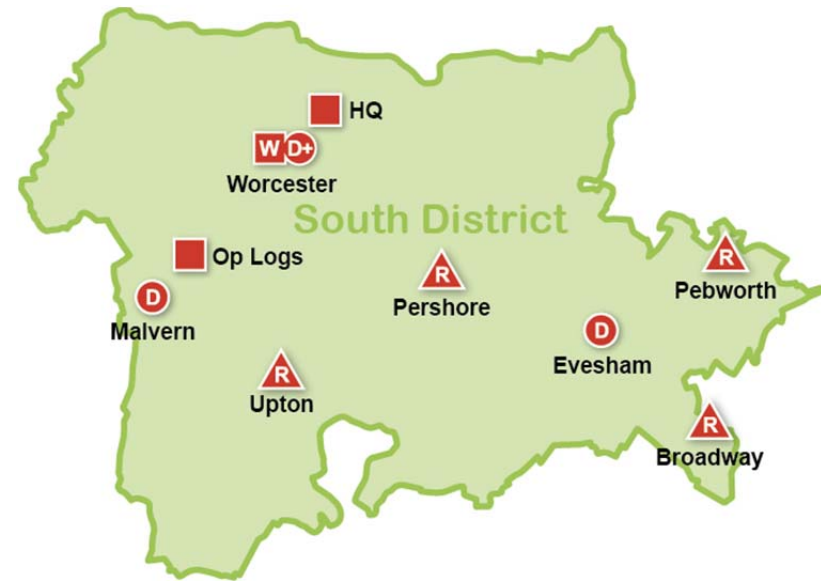 HQ
W D+
Worcester
South District
Op Logs
R
Pebworth
R
Pershore
D
Malvern
D
Evesham
R
Upton
R
Broadway